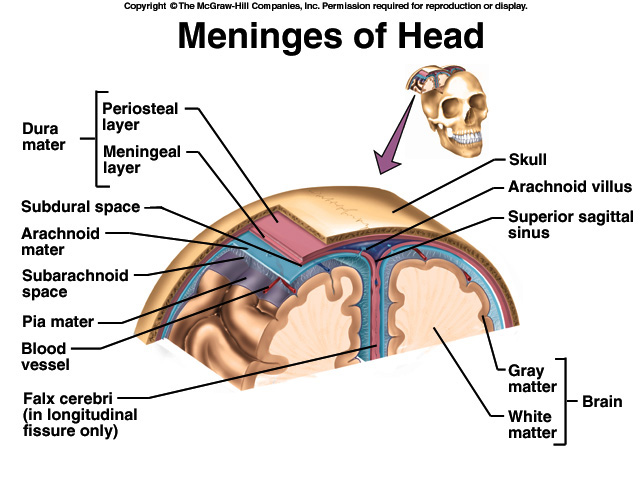 Copyright © The McGraw-Hill Companies, Inc. Permission required for reproduction or display.
Meninges of Head
Dura
mater
Periosteal
layer
Meningeal
layer
Subdural space
Arachnoid
mater
Subarachnoid
space
Pia mater
Blood
vessel
Falx cerebri
(in longitudinal
fissure only)
Skull
Arachnoid villus
Superior sagittal
sinus
Gray
matter
White
matter
Brain